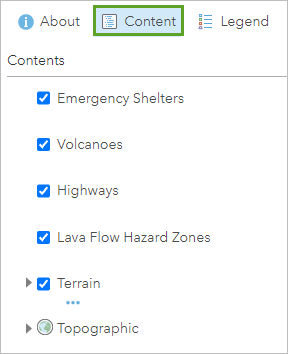 About Content Legend
Contents
Emergency Shelters
Volcanoes
Highways
Lava Flow Hazard Zones
Terrain
Topographic